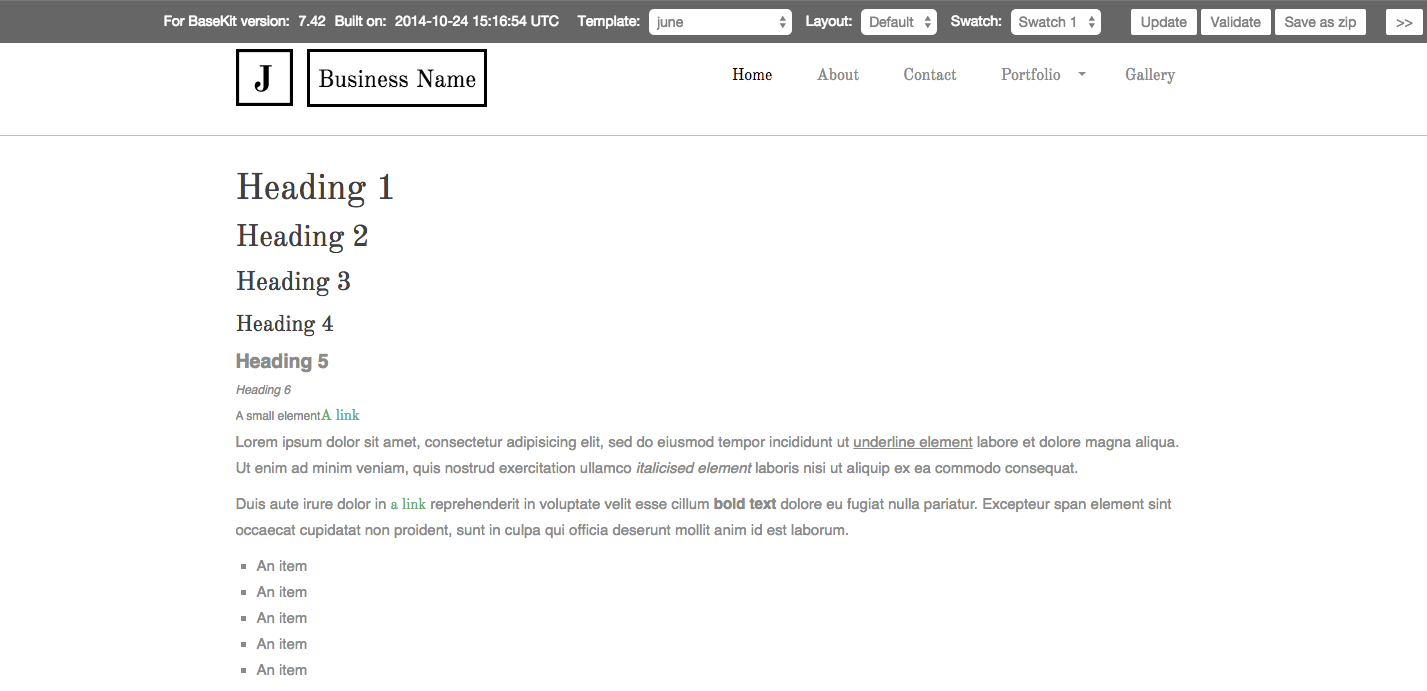 For BaseKit version: 7.42 Built on: 2014-10-24 15:16:54 UTC Template: june Layout: Default Swatch: Swatch 1 Update Validate Save as zip >>
J Business Name Home About Contact Portfolio Gallery
Heading 1
Heading 2
Heading 3
Heading 4
Heading 5
Heading 6
A small elementA link
Lorem ipsum dolor sit amet, consectetur adipisicing elit, sed do eiusmod tempor incididunt ut underline element labore et dolore magna aliqua.
Ut enim ad minim veniam, quis nostrud exercitation ullamco italicised element laboris nisi ut aliquip ex ea commodo consequat.
Duis aute irure dolor in a link reprehenderit in voluptate velit esse cillum bold text dolore eu fugiat nulla pariatur. Excepteur span element sint
occaecat cupidatat non proident, sunt in culpa qui officia deserunt mollit anim id est laborum.
An item
An item
An item
An item
An item